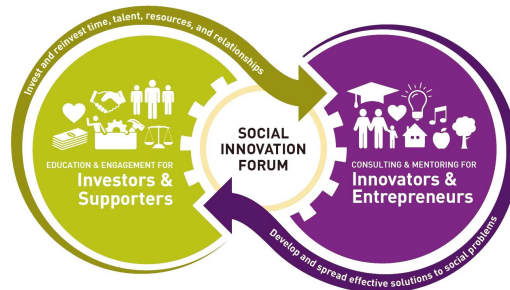 Invest and reinvest time, talent, resources, and relationships
EDUCATION & ENGAGEMENT FOR
Investors &
Supporters
SOCIAL
INNOVATION
FORUM
CONSULTING & MENTORING FOR
Innovators &
Entrepreneurs
Develop and spread effective solutions to social problems